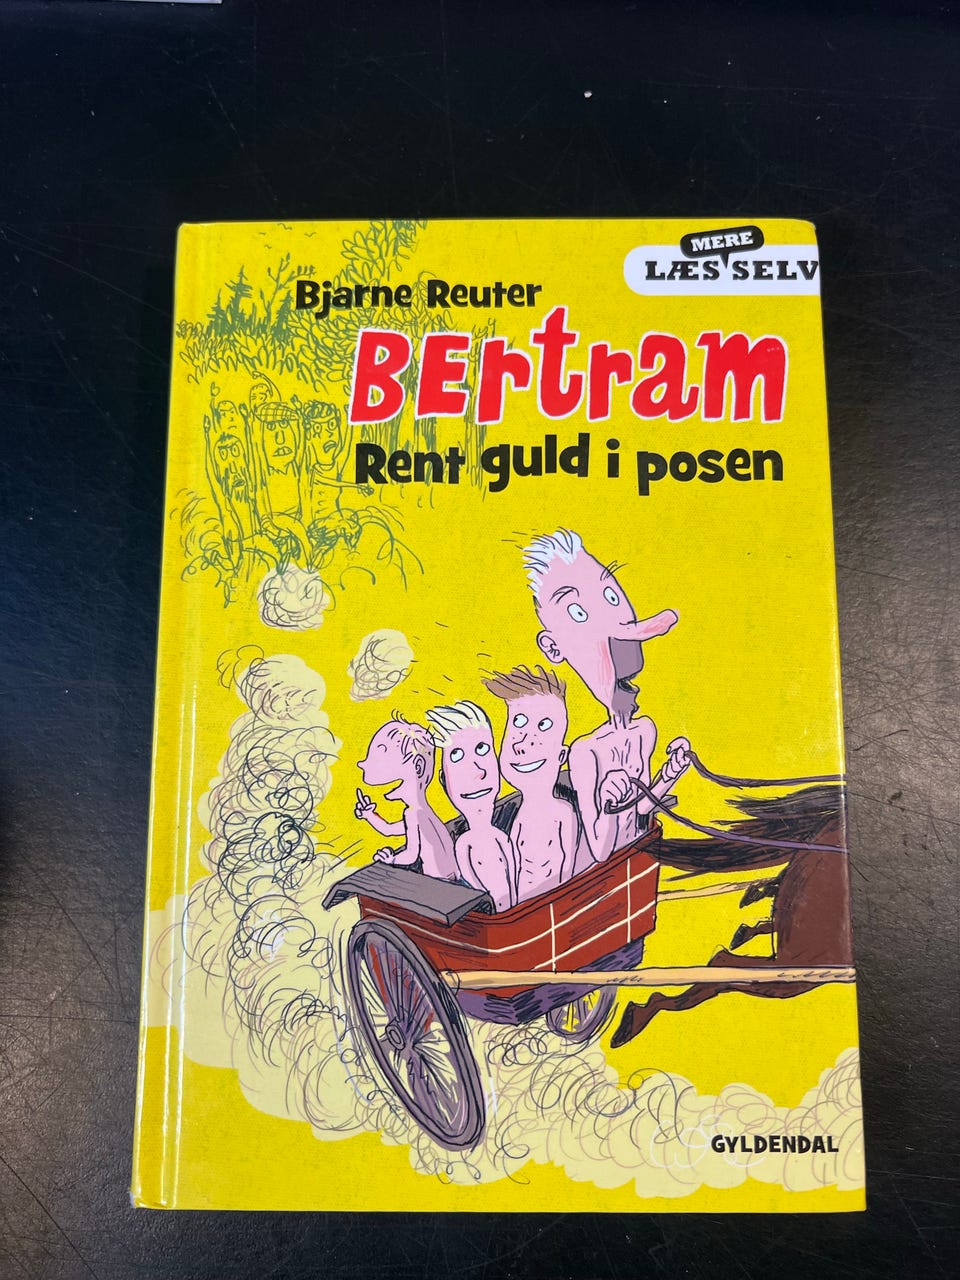 MERE
LÆS SELV
Bjarne Reuter
BErtram
Rent guld i posen
GYLDENDAL